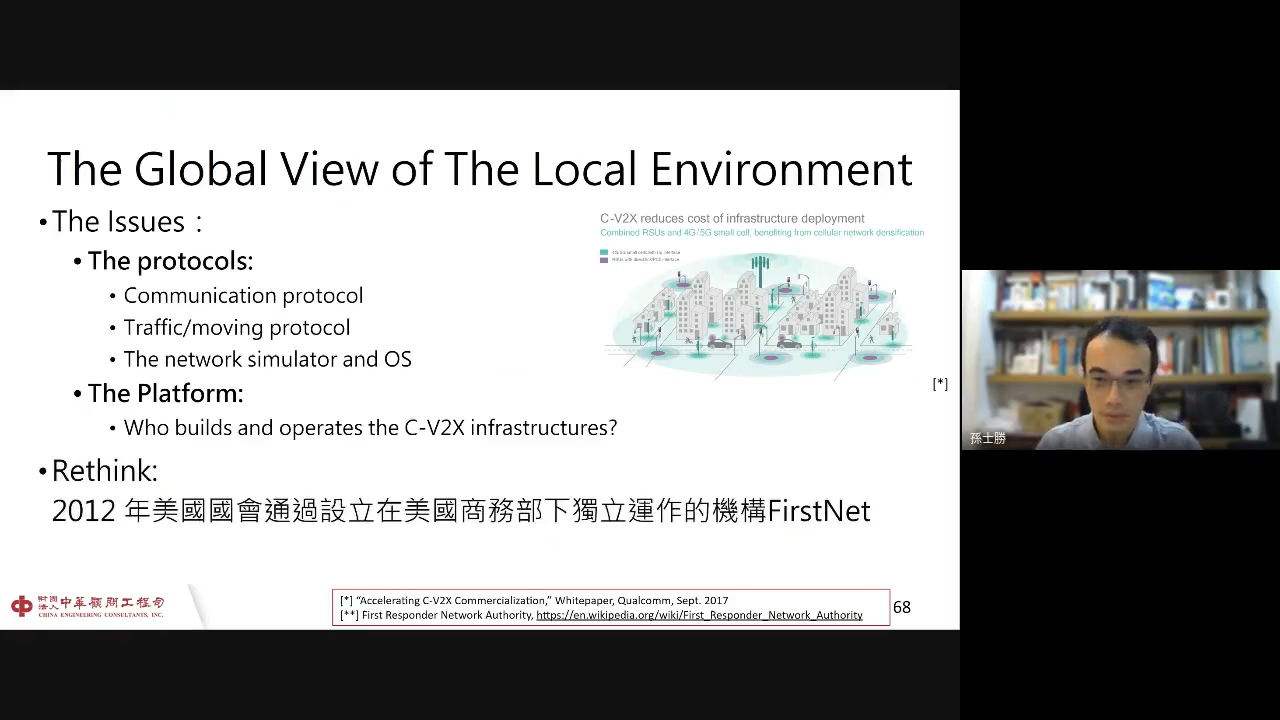 The Global View of The Local Environment
•The Issues：
• The protocols:
• Communication protocol
• Traffic/moving protocol
• The network simulator and OS
• The Platform:
• Who builds and operates the C-V2X infrastructures?
•Rethink:
2012 年美國國會通過設立在美國商務部下獨立運作的機構FirstNet
C-V2X reduces cost of infrastructure deployment
Combined RSUs and 4G/5G small cell, benefiting from cellular network densification
[*]
孫士勝
財團法人 中華顧問工程司
CHINA ENGINEERING CONSULTANTS, INC.
[*] “Accelerating C-V2X Commercialization,” Whitepaper, Qualcomm, Sept. 2017
[**] First Responder Network Authority, https://en.wikipedia.org/wiki/First_Responder_Network_Authority
68